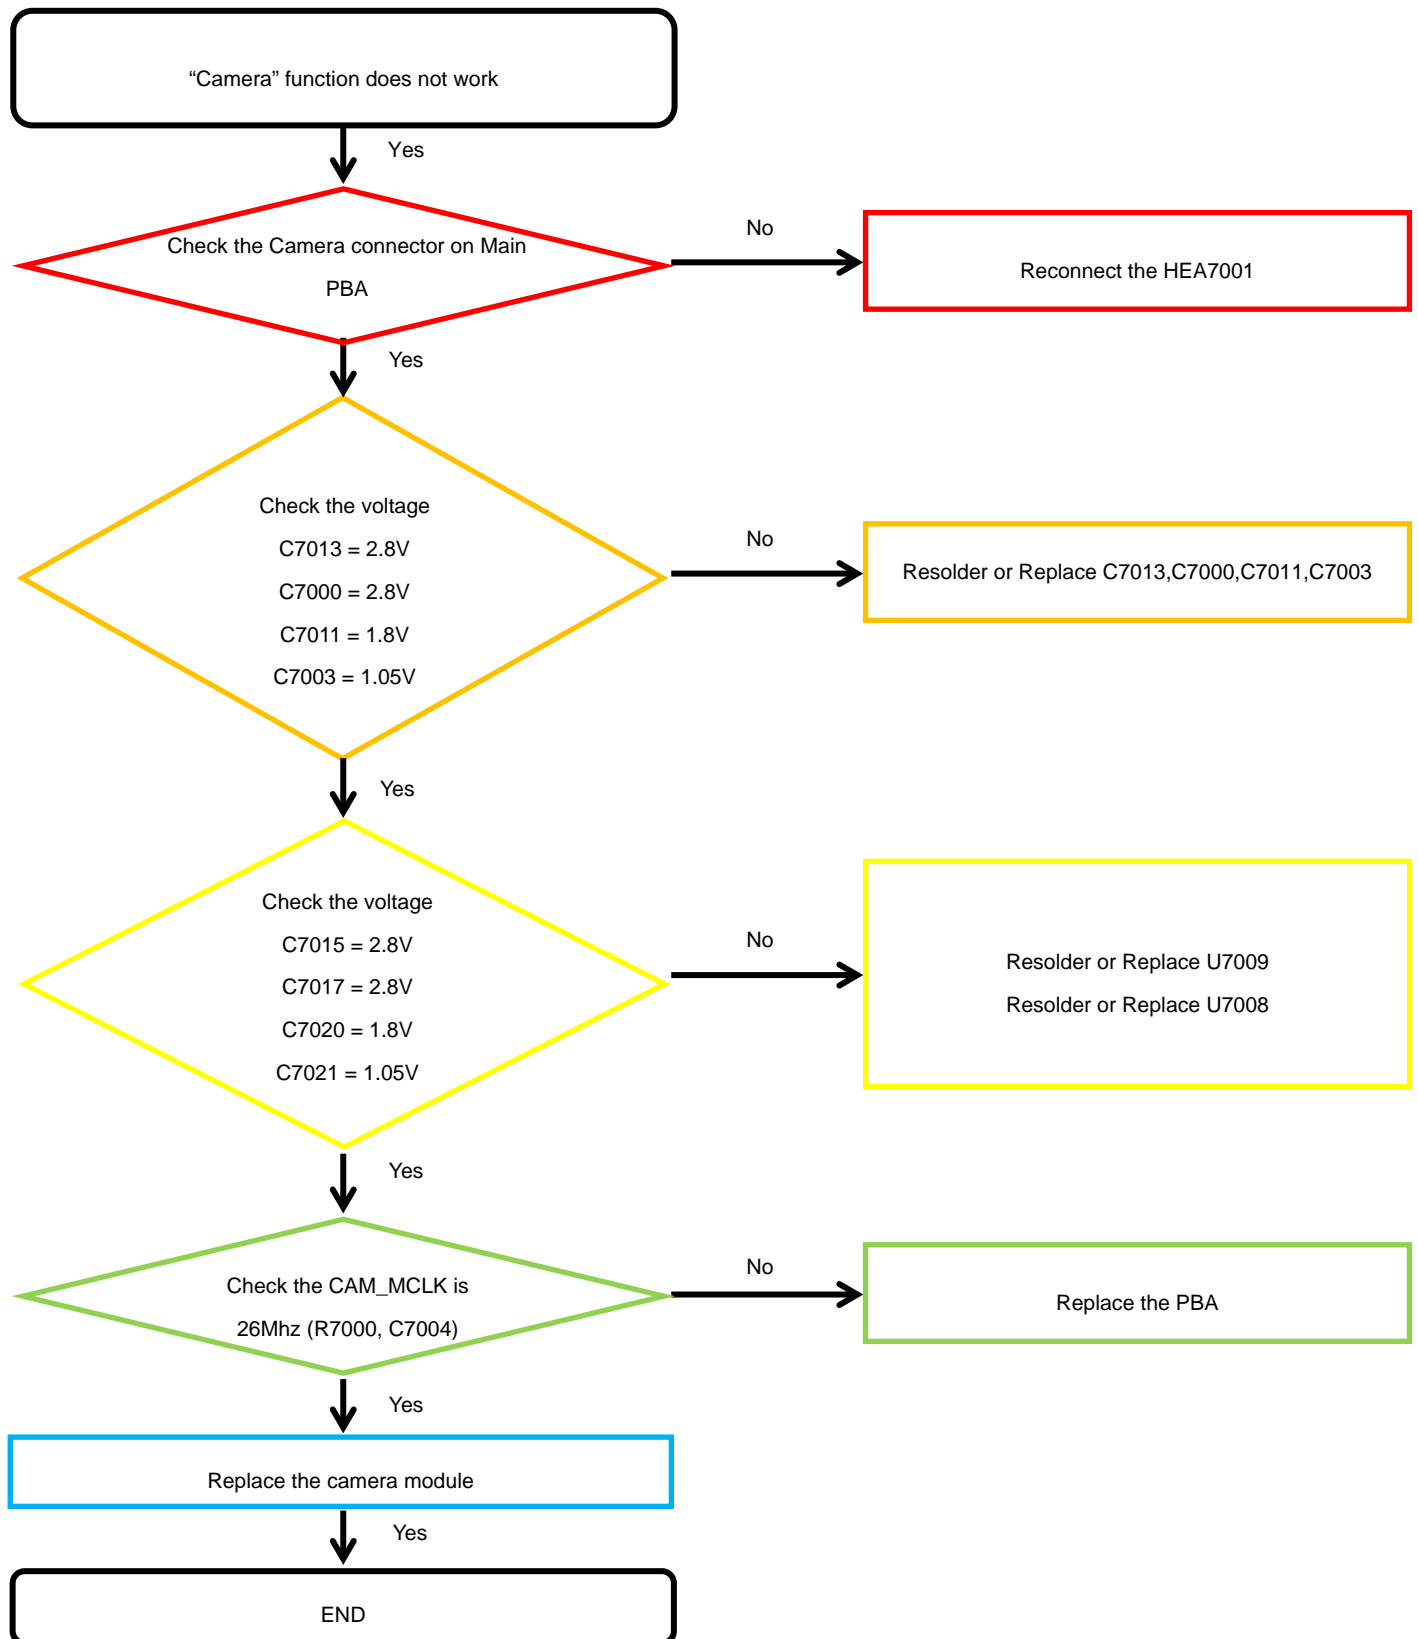 “Camera” function does not work
Yes
Check the Camera connector on Main
PBA
No
Reconnect the HEA7001
Yes
Check the voltage
C7013 = 2.8V
C7000 = 2.8V
C7011 = 1.8V
C7003 = 1.05V
No
Resolder or Replace C7013,C7000,C7011,C7003
Yes
Check the voltage
C7015 = 2.8V
C7017 = 2.8V
C7020 = 1.8V
C7021 = 1.05V
No
Resolder or Replace U7009
Resolder or Replace U7008
Yes
Check the CAM_MCLK is
26Mhz (R7000, C7004)
No
Replace the PBA
Yes
Replace the camera module
Yes
END